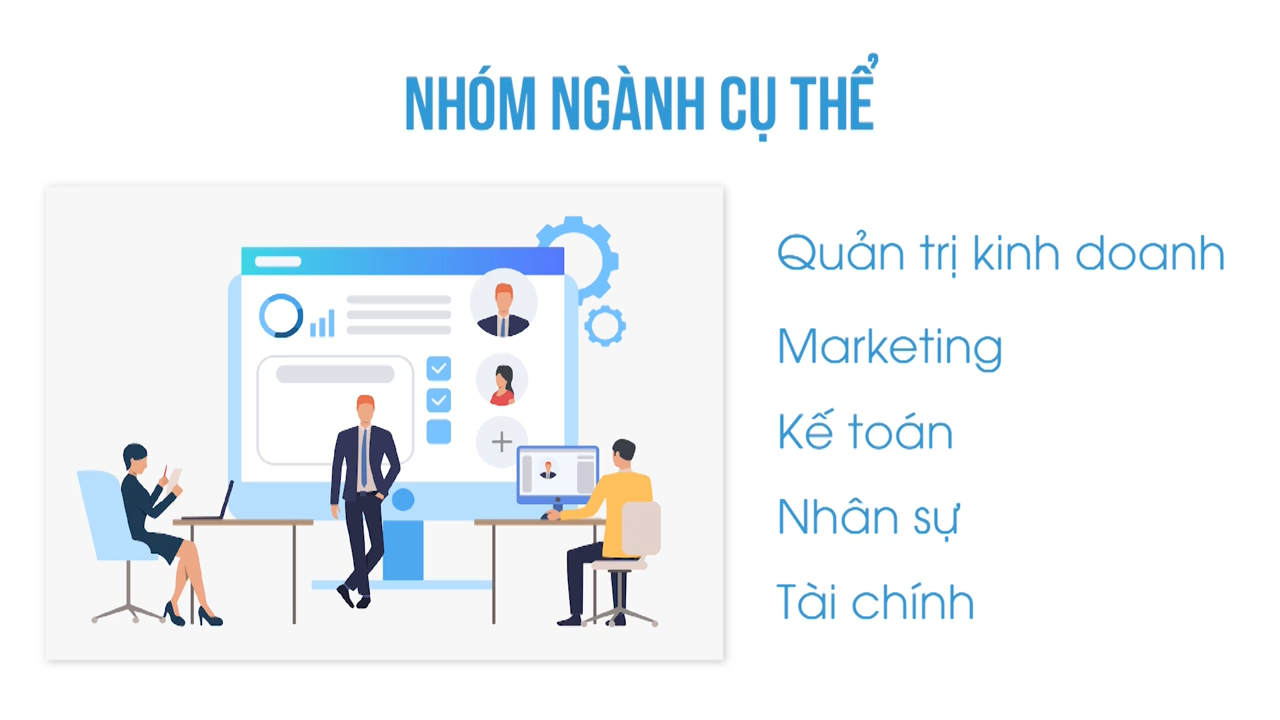 NHÓM NGÀNH CỤ THỂ
Quản trị kinh doanh
Marketing
Kế toán
Nhân sự
Tài chính